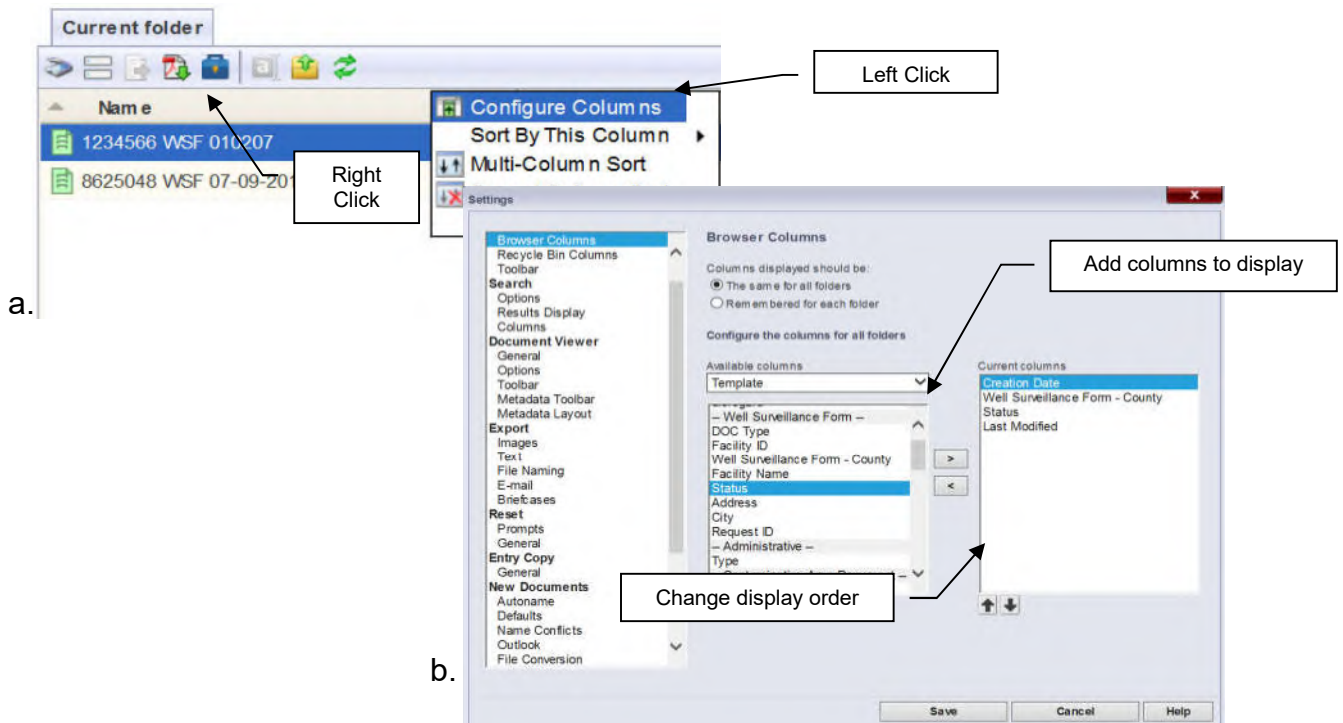 Current folder
Name
1234566 WSF 010207
8625048 WSF 07-09-201
Right
Click
Configure Columns
Sort By This Column
Multi-Column Sort
Left Click
a.
Settings
Browser Columns
Recycle Bin Columns
Toolbar
Search
Options
Results Display
Columns
Document Viewer
General
Options
Toolbar
Metadata Toolbar
Metadata Layout
Export
Images
Text
File Naming
E-mail
Briefcases
Reset
Prompts
General
Entry Copy
General
New Documents
Autoname
Defaults
Name Conflicts
Outlook
File Conversion
Browser Columns
Columns displayed should be:
The same for all folders
Remembered for each folder
Configure the columns for all folders
Available columns
Template
– Well Surveillance Form –
DOC Type
Facility ID
Well Surveillance Form - County
Facility Name
Status
Address
City
Request ID
– Administrative –
Type
>
<
Current columns
Creation Date
Well Surveillance Form - County
Status
Last Modified
Add columns to display
Change display order
b.
Save Cancel Help